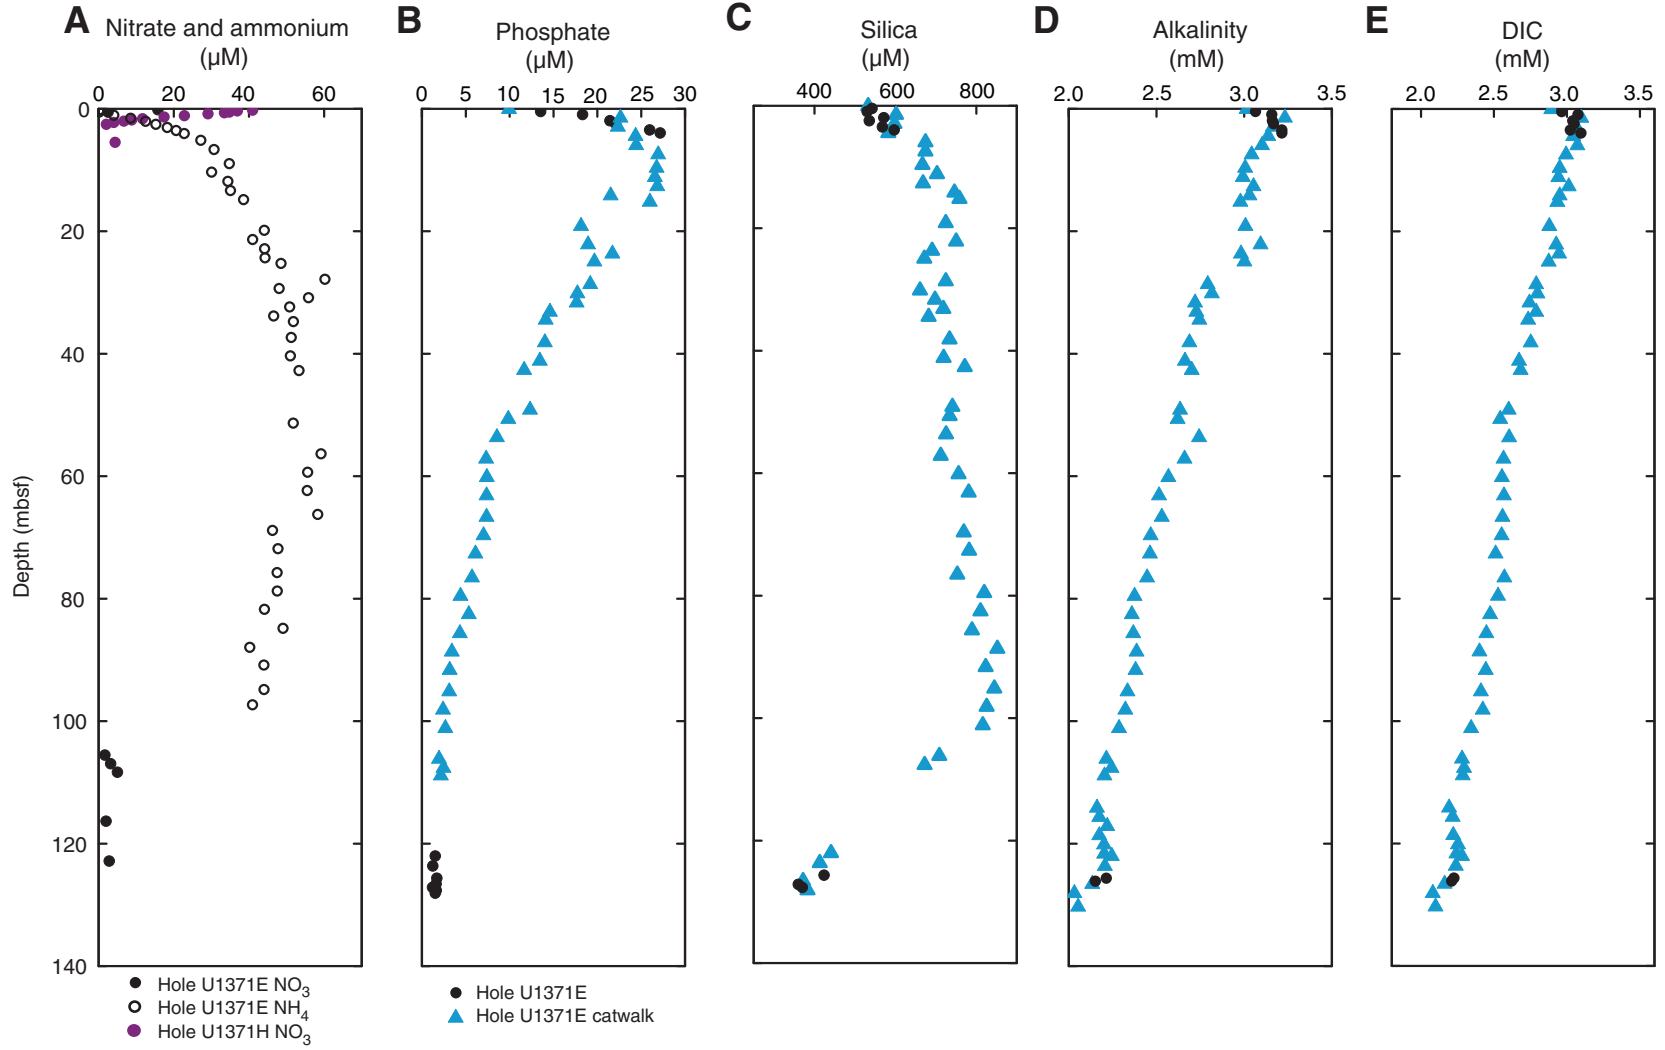 A Nitrate and ammonium
(µM)
B Phosphate
(µM)
C Silica
(µM)
D Alkalinity
(mM)
E DIC
(mM)
0 20 40 60
0 5 10 15 20 25 30
400 600 800
2.0 2.5 3.0 3.5
2.0 2.5 3.0 3.5
0
20
40
60
80
100
120
140
Depth (mbsf)
Hole U1371E NO3
Hole U1371E NH4
Hole U1371H NO3
Hole U1371E
Hole U1371E catwalk